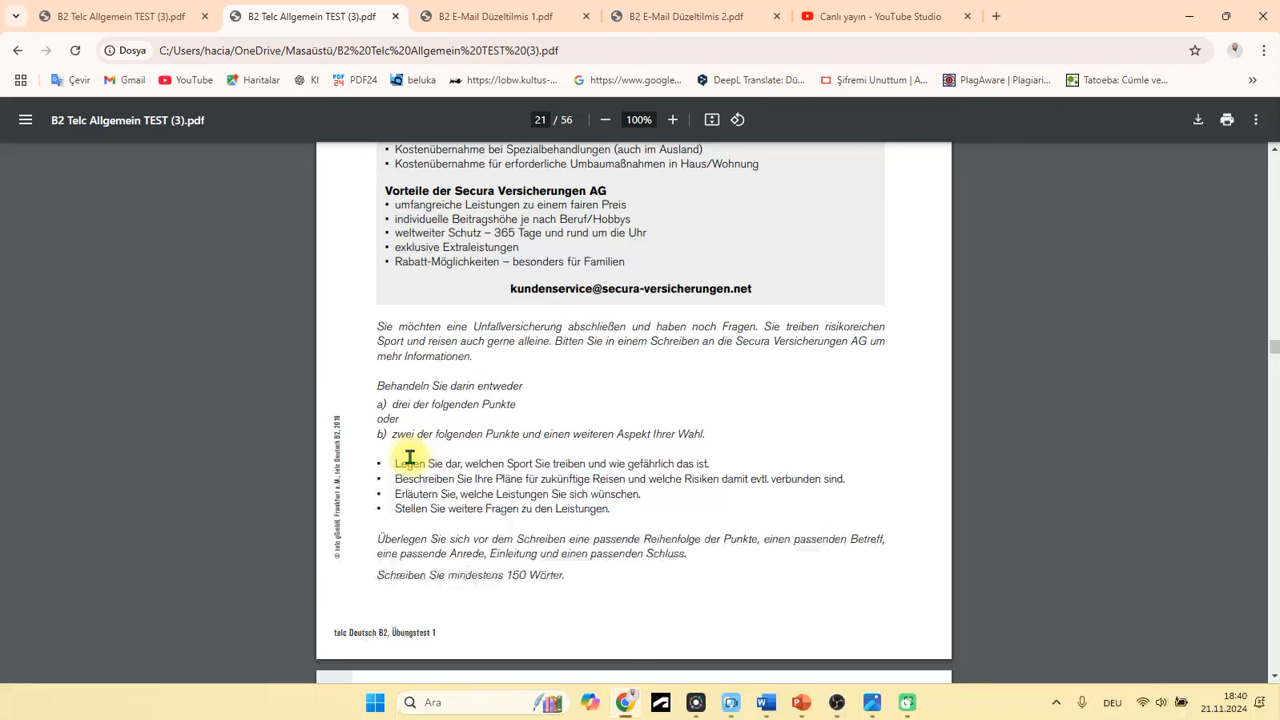 B2 Telc Allgemein TEST (3).pdf
B2 Telc Allgemein TEST (3).pdf
B2 E-Mail Düzeltilmis 1.pdf
B2 E-Mail Düzeltilmis 2.pdf
Canlı yayın - YouTube Studio
Dosya
C:/Users/hacia/OneDrive/Masaüstü/B2%20Telc%20Allgemein%20TEST%20(3).pdf
Çevir
Gmail
YouTube
Haritalar
KI
PDF24
beluka
https://lobw.kultus-...
https://www.google...
DeepL Translate: Dü...
Şifremi Unuttum | A...
PlagAware | Plagiari...
Tatoeba: Cümle ve...
B2 Telc Allgemein TEST (3).pdf
21 / 56
100%
• Kostenübernahme bei Spezialbehandlungen (auch im Ausland)
• Kostenübernahme für erforderliche Umbaumaßnahmen in Haus/Wohnung
Vorteile der Secura Versicherungen AG
• umfangreiche Leistungen zu einem fairen Preis
• individuelle Beitragshöhe je nach Beruf/Hobbys
• weltweiter Schutz – 365 Tage und rund um die Uhr
• exklusive Extraleistungen
• Rabatt-Möglichkeiten – besonders für Familien
kundenservice@secura-versicherungen.net
Sie möchten eine Unfallversicherung abschließen und haben noch Fragen. Sie treiben risikoreichen
Sport und reisen auch gerne alleine. Bitten Sie in einem Schreiben an die Secura Versicherungen AG um
mehr Informationen.
Behandeln Sie darin entweder
a) drei der folgenden Punkte
oder
b) zwei der folgenden Punkte und einen weiteren Aspekt Ihrer Wahl.
• Legen Sie dar, welchen Sport Sie treiben und wie gefährlich das ist.
• Beschreiben Sie Ihre Pläne für zukünftige Reisen und welche Risiken damit evtl. verbunden sind.
• Erläutern Sie, welche Leistungen Sie sich wünschen.
• Stellen Sie weitere Fragen zu den Leistungen.
Überlegen Sie sich vor dem Schreiben eine passende Reihenfolge der Punkte, einen passenden Betreff,
eine passende Anrede, Einleitung und einen passenden Schluss.
Schreiben Sie mindestens 150 Wörter.
© telc gGmbH, Frankfurt a. M., telc Deutsch B2, 2019
telc Deutsch B2, Übungstest 1
Ara
DEU
18:40
21.11.2024